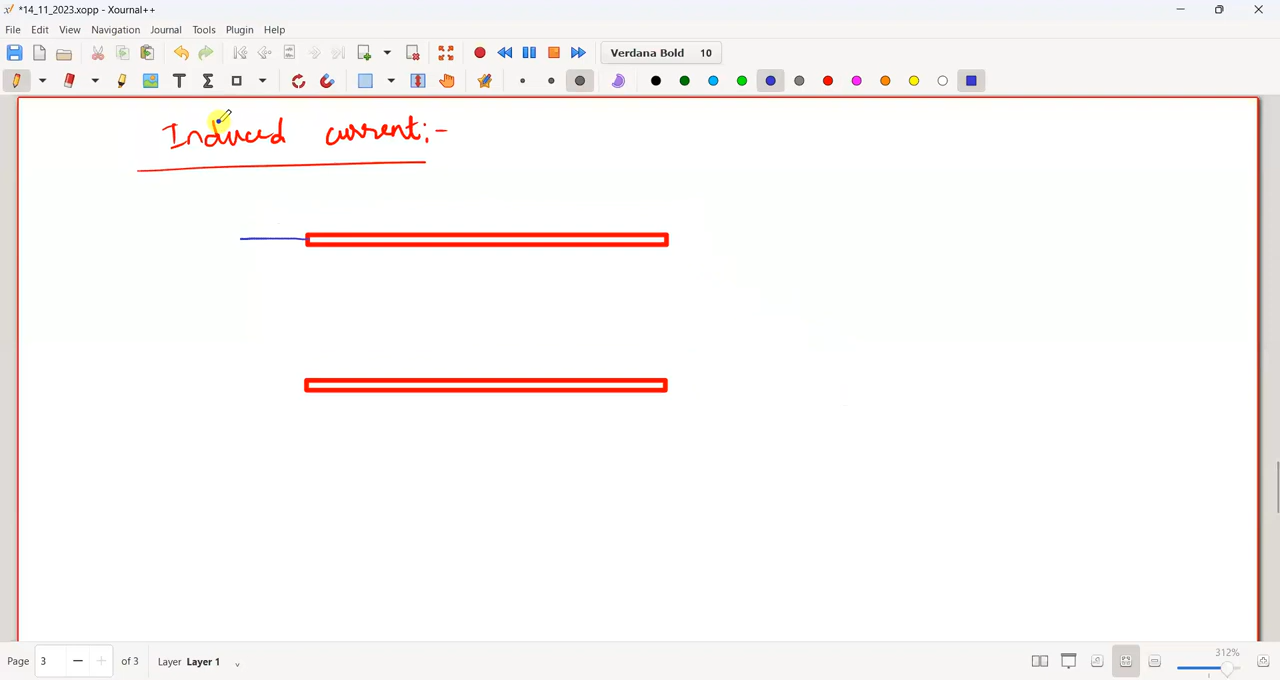 *14_11_2023.xopp - Xournal++
File Edit View Navigation Journal Tools Plugin Help
Verdana Bold 10
Induced current:-
Page 3 of 3 Layer Layer 1
312%